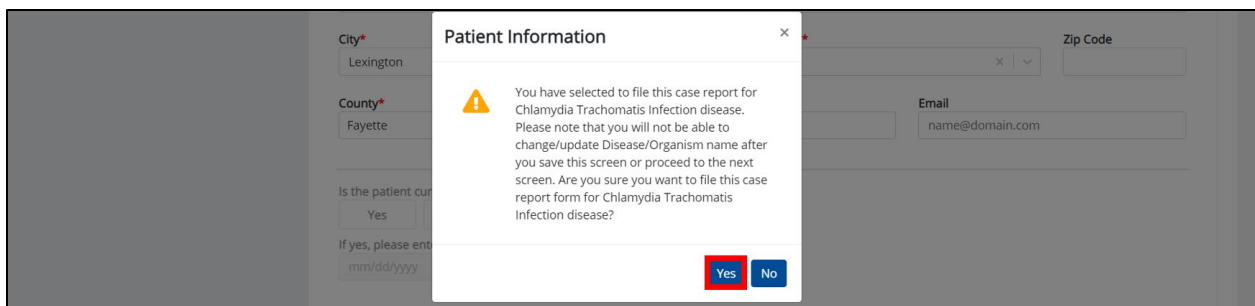 City*
Patient Information
×
*
Zip Code
Lexington
You have selected to file this case report for
Chlamydia Trachomatis Infection disease.
Please note that you will not be able to
change/update Disease/Organism name after
you save this screen or proceed to the next
screen. Are you sure you want to file this case
report form for Chlamydia Trachomatis
Infection disease?
County*
Email
Fayette
name@domain.com
Is the patient cur
Yes
If yes, please ent
mm/dd/yyyy
Yes No